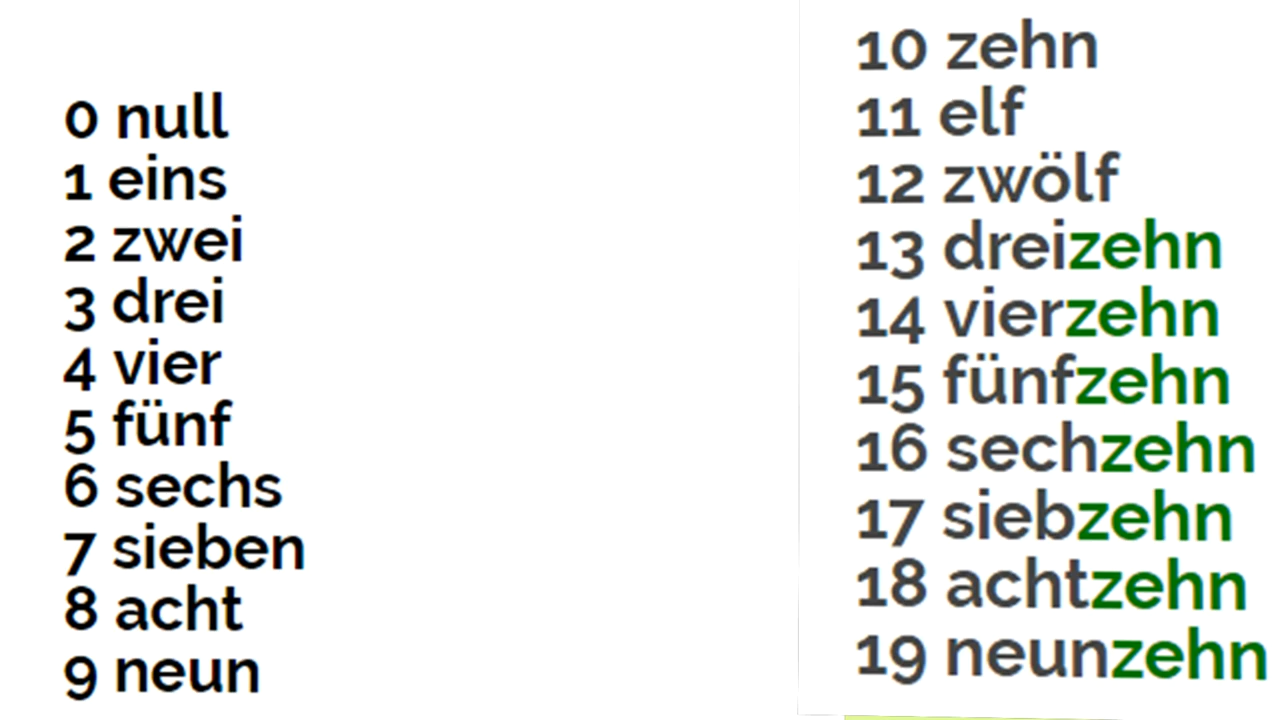 0 null
1 eins
2 zwei
3 drei
4 vier
5 fünf
6 sechs
7 sieben
8 acht
9 neun
10 zehn
11 elf
12 zwölf
13 dreizehn
14 vierzehn
15 fünfzehn
16 sechzehn
17 siebzehn
18 achtzehn
19 neunzehn